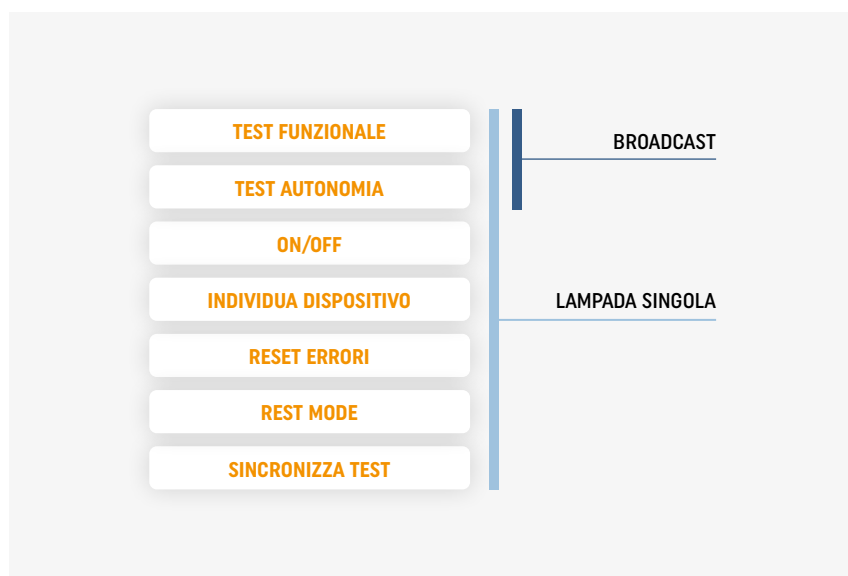 TEST FUNZIONALE
BROADCAST
TEST AUTONOMIA
ON/OFF
INDIVIDUA DISPOSITIVO
LAMPADA SINGOLA
RESET ERRORI
REST MODE
SINCRONIZZA TEST